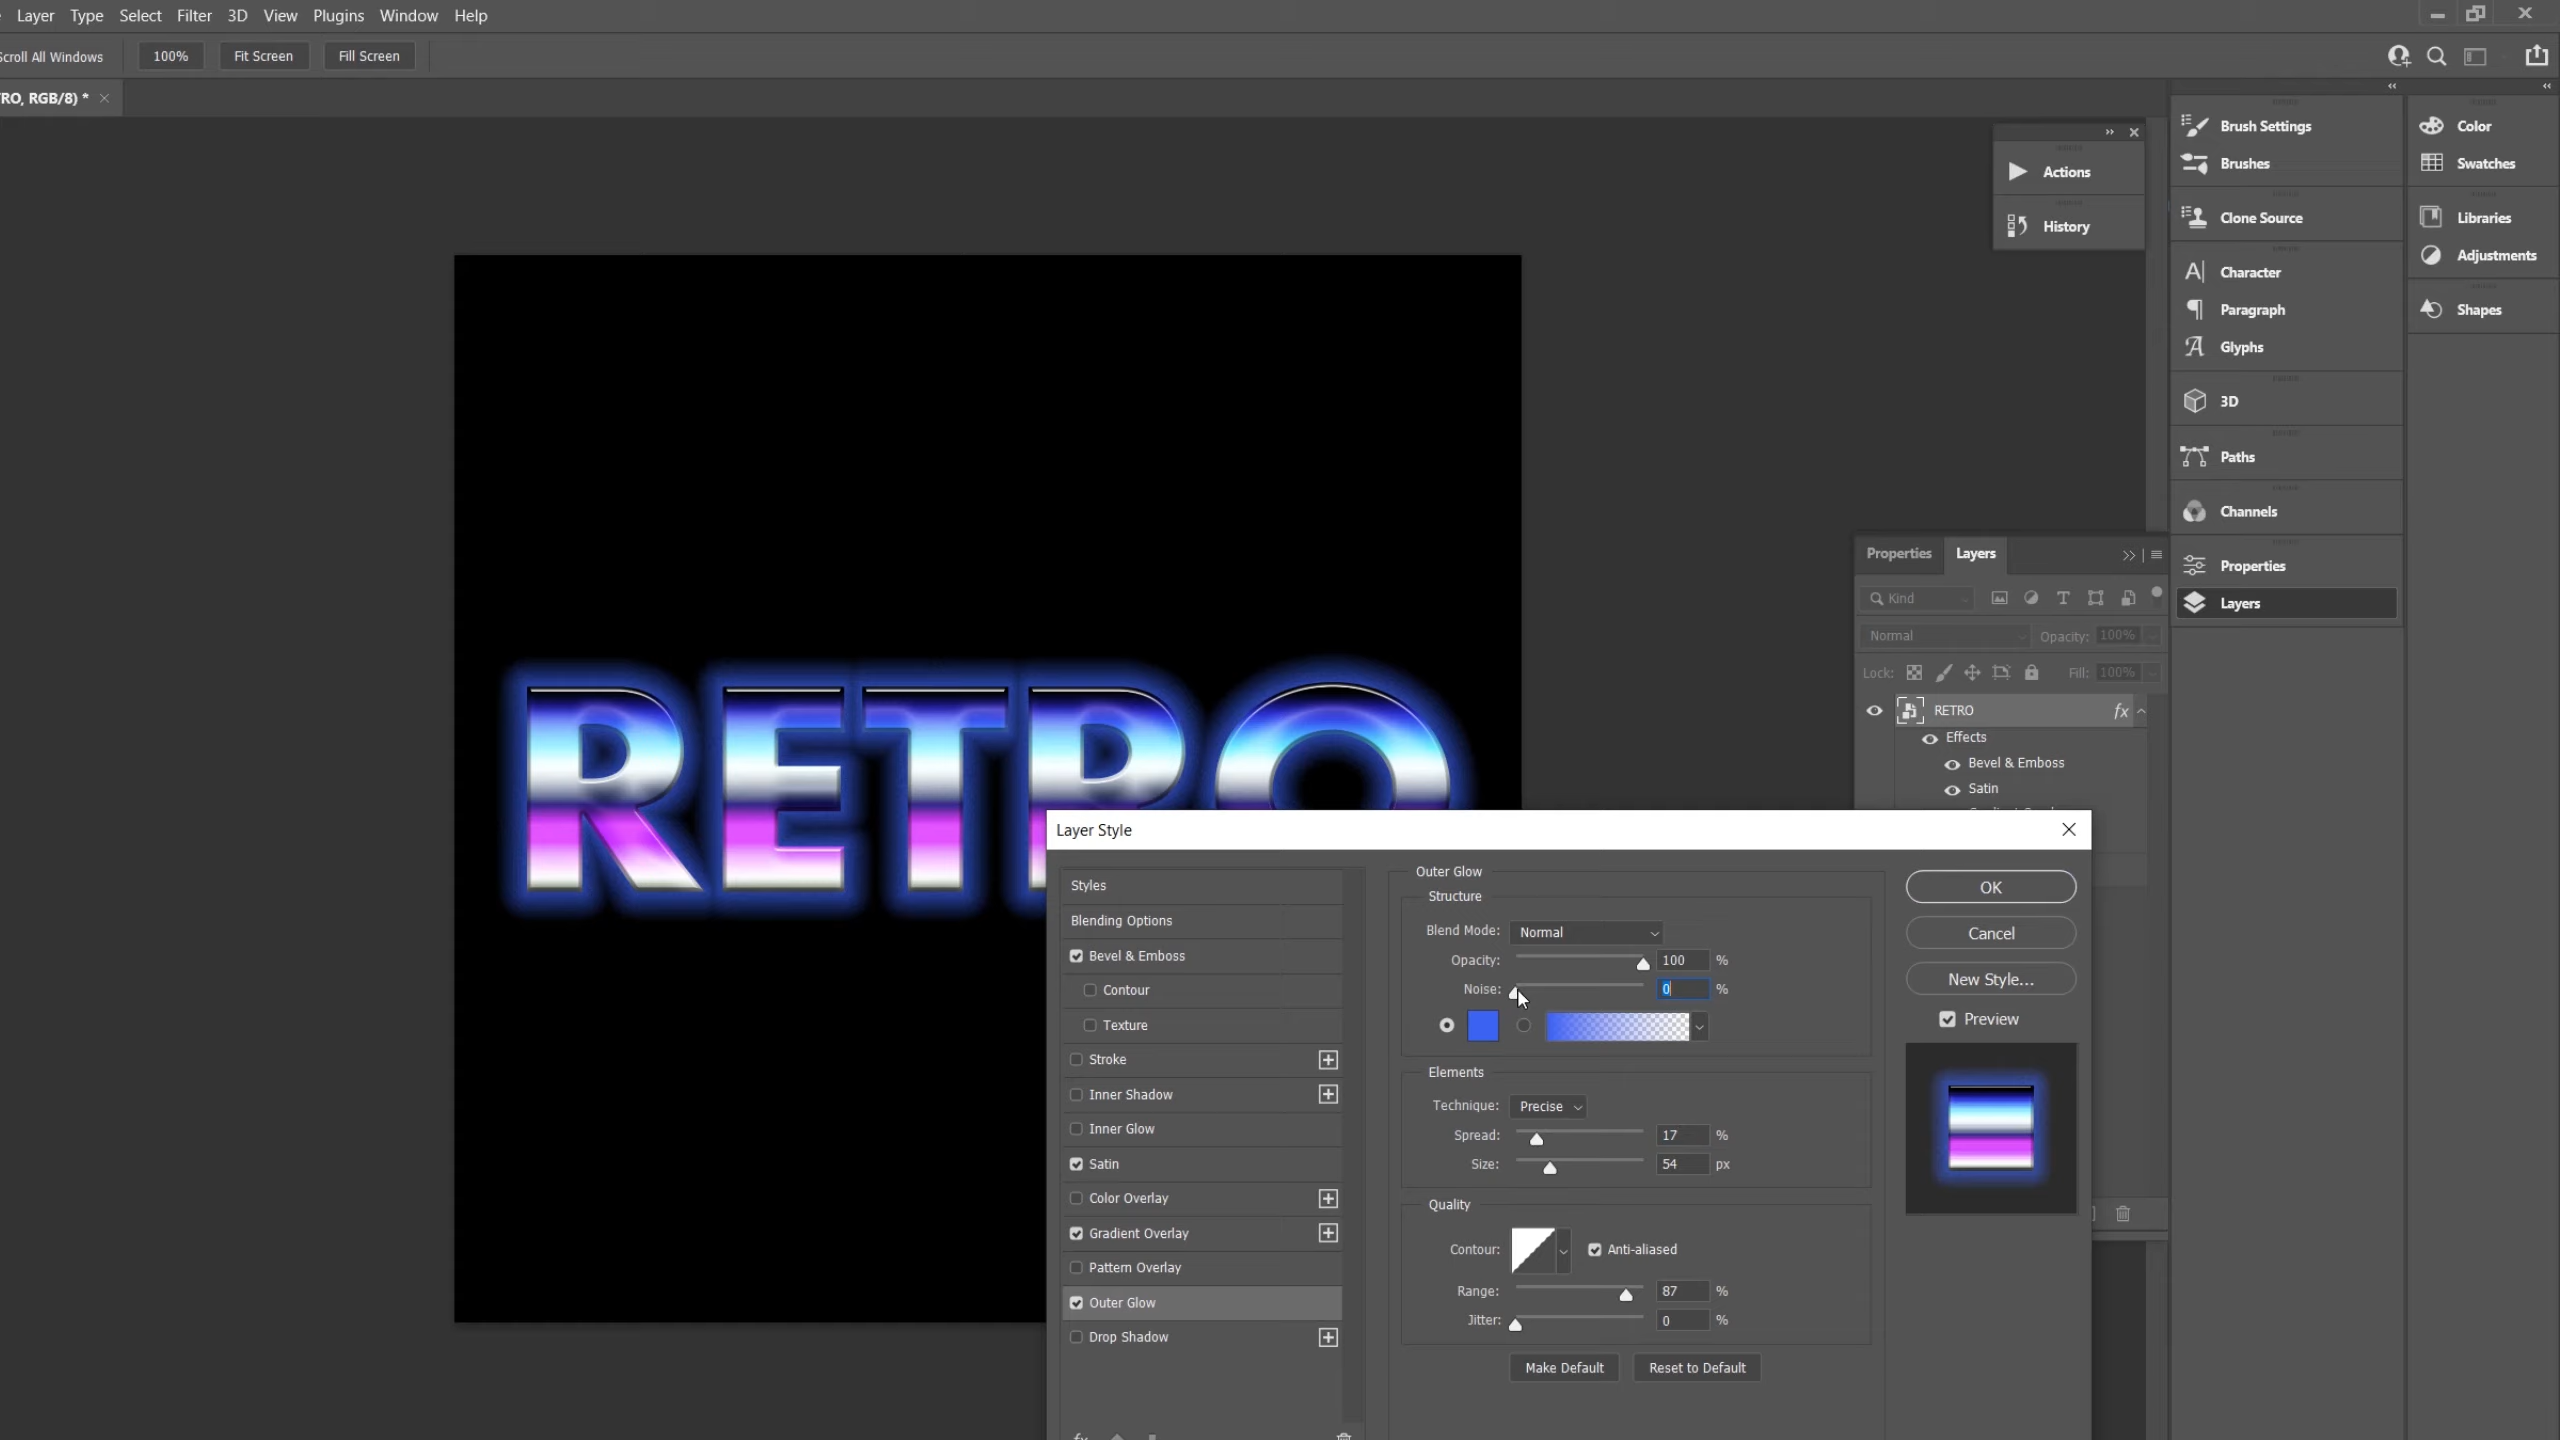 Layer Type Select Filter 3D View Plugins Window Help
Scroll All Windows 100% Fit Screen Fill Screen
RO, RGB/8) *
Brush Settings
Brushes
Clone Source
Character
Paragraph
Glyphs
3D
Paths
Channels
Properties
Layers
Color
Swatches
Libraries
Adjustments
Shapes
Actions
History
RETRO
Properties Layers
Kind
Normal Opacity: 100%
Lock: Fill: 100%
RETRO fx
Effects
Bevel & Emboss
Satin
Layer Style
Styles
Blending Options
Bevel & Emboss
Contour
Texture
Stroke
Inner Shadow
Inner Glow
Satin
Color Overlay
Gradient Overlay
Pattern Overlay
Outer Glow
Drop Shadow
Outer Glow
Structure
Blend Mode: Normal
Opacity: 100 %
Noise: 0 %
Elements
Technique: Precise
Spread: 17 %
Size: 54 px
Quality
Contour: Anti-aliased
Range: 87 %
Jitter: 0 %
Make Default Reset to Default
OK
Cancel
New Style...
Preview